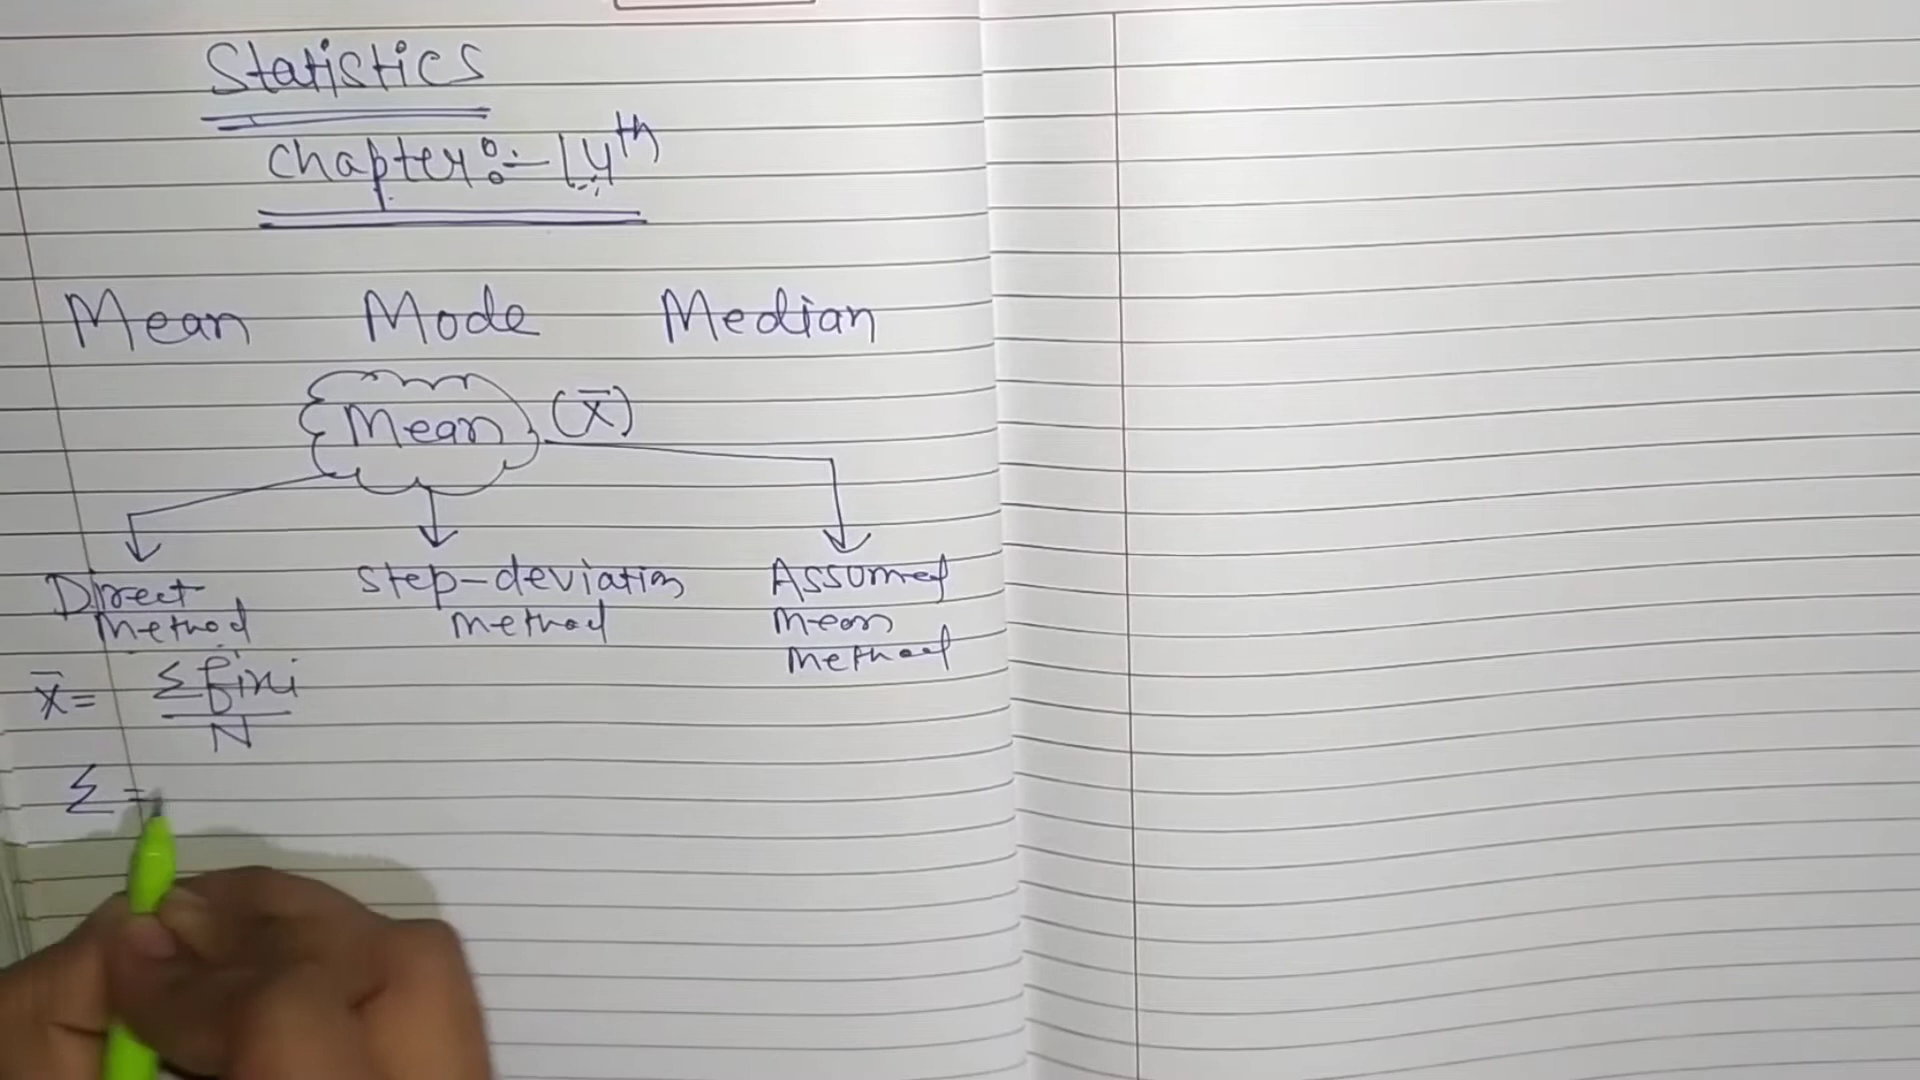 Statistics
Chapter :- 14th
Mean Mode Median
Mean (x̄)
Direct
Method
Step-deviation
Method
Assumed
Mean
Method
x̄ = Σfixi
N
Σ =